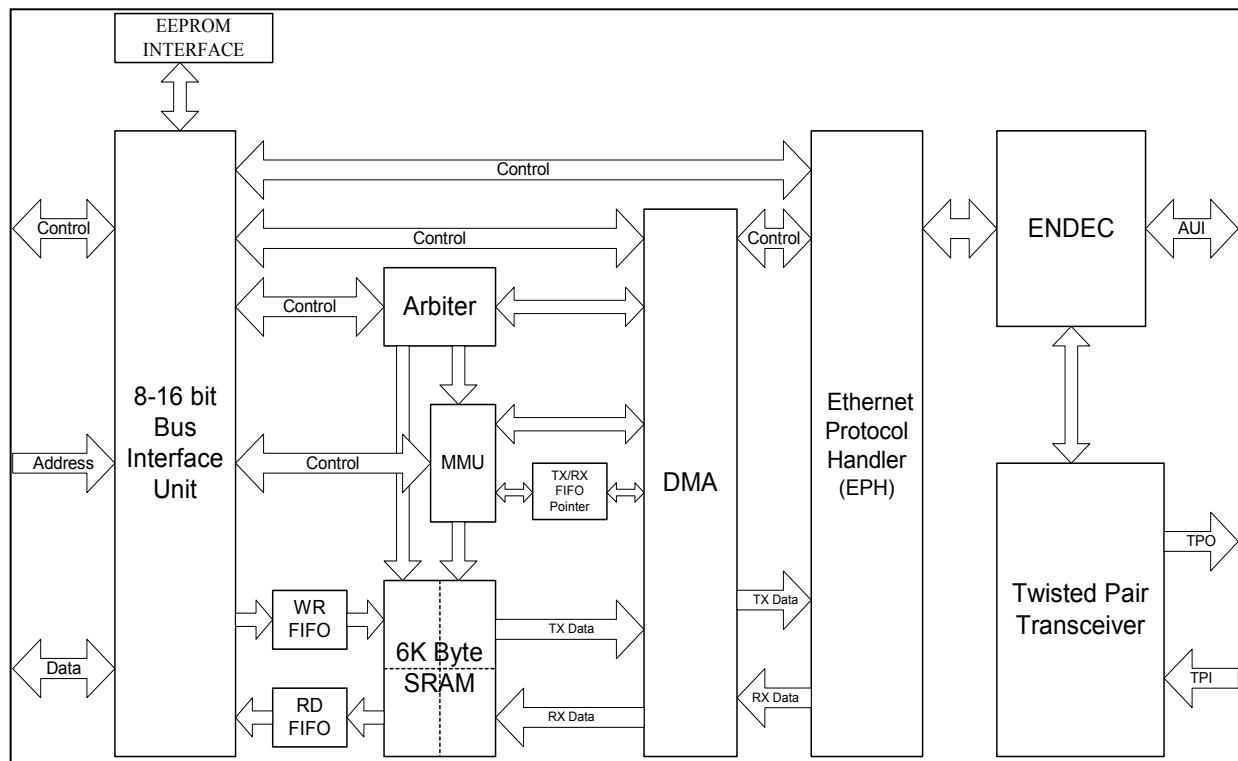 EEPROM
INTERFACE
Control
Control
Control
Control
AUI
ENDEC
Control
Arbiter
8-16 bit
Bus
Interface
Unit
Address
Control
MMU
TX/RX
FIFO
Pointer
DMA
Ethernet
Protocol
Handler
(EPH)
TPO
Twisted Pair
Transceiver
TPI
WR
FIFO
6K Byte
SRAM
TX Data
TX Data
Data
RD
FIFO
RX Data
RX Data